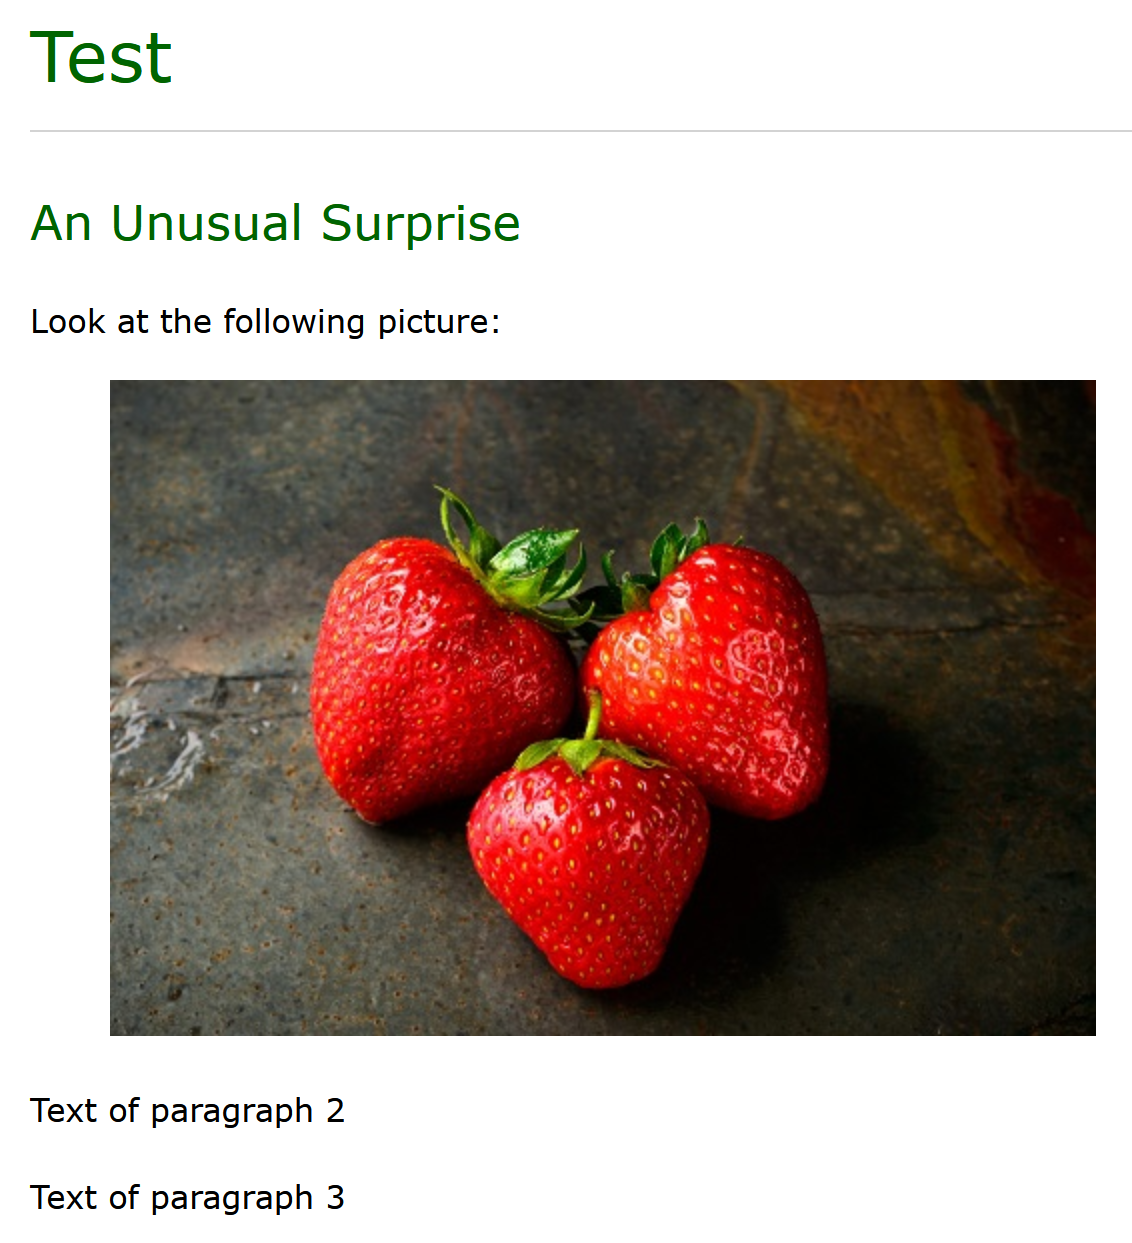 Test
An Unusual Surprise
Look at the following picture:
Text of paragraph 2
Text of paragraph 3